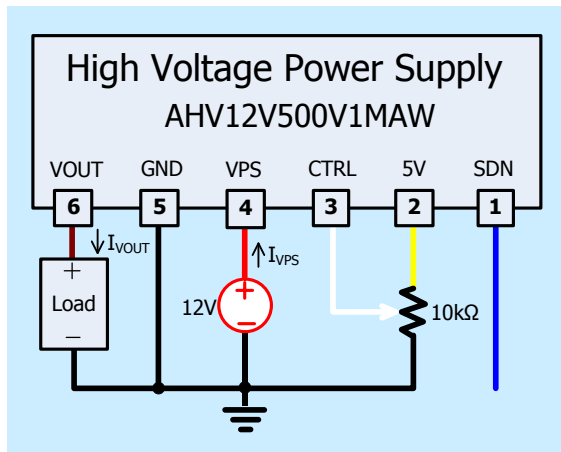 High Voltage Power Supply
AHV12V500V1MAW
VOUT GND VPS CTRL 5V SDN
6 5 4 3 2 1
IVOUT IVPS
+ +
Load 12V 10kΩ
− −